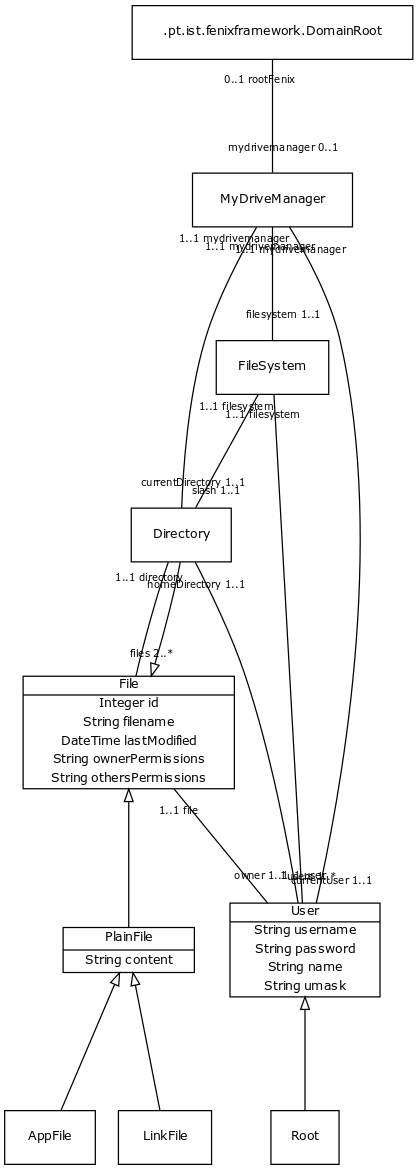 .pt.ist.fenixframework.DomainRoot
0..1 rootFenix
mydrivemanager 0..1
MyDriveManager
1..1 mydrivemanager
1..1 mydrivemanager
1..1 mydrivemanager
filesystem 1..1
FileSystem
1..1 filesystem
1..1 filesystem
currentDirectory 1..1
slash 1..1
Directory
1..1 directory
homeDirectory 1..1
files 2..*
File
Integer id
String filename
DateTime lastModified
String ownerPermissions
String othersPermissions
1..1 file
owner 1..1
currentUser 1..1
PlainFile
String content
User
String username
String password
String name
String umask
AppFile
LinkFile
Root